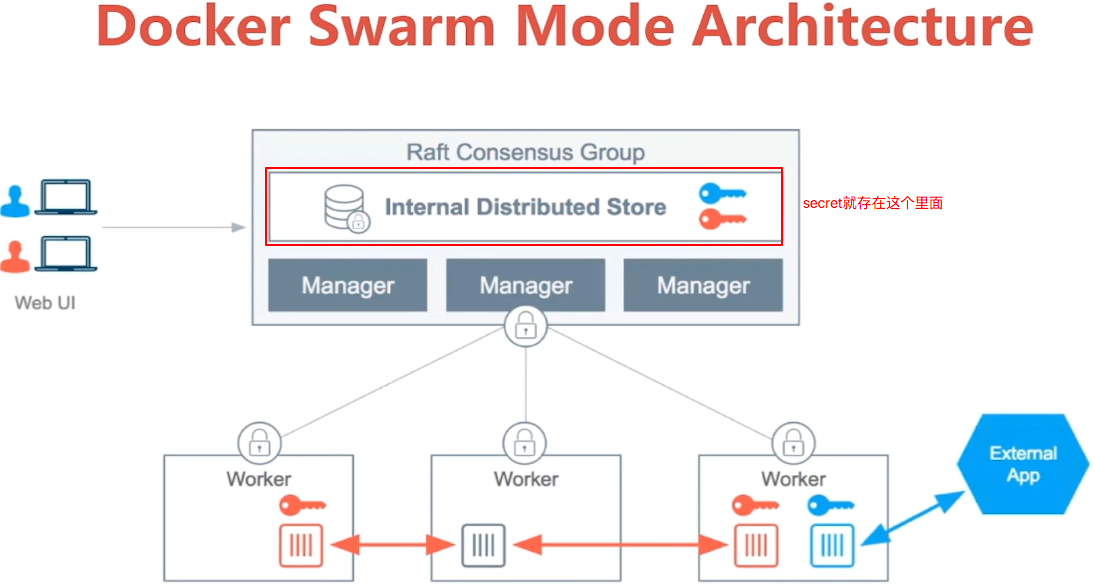 Docker Swarm Mode Architecture
Raft Consensus Group
Internal Distributed Store
secret就存在这个里面
Manager
Manager
Manager
Web UI
Worker
Worker
Worker
External
App